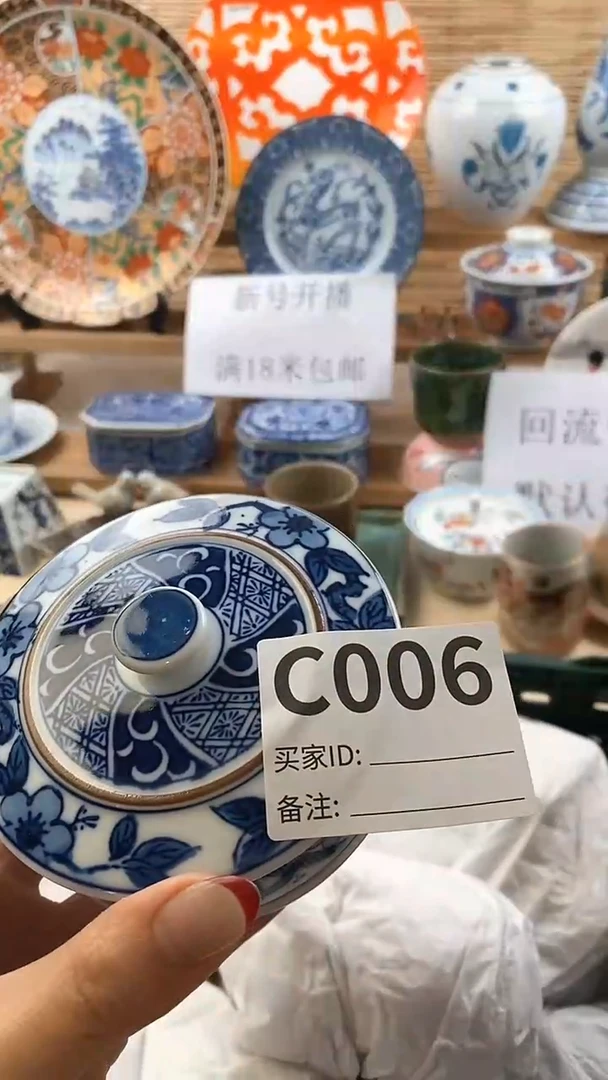 新号开播
满18米包邮
回流
默认
C006
买家ID:
备注: